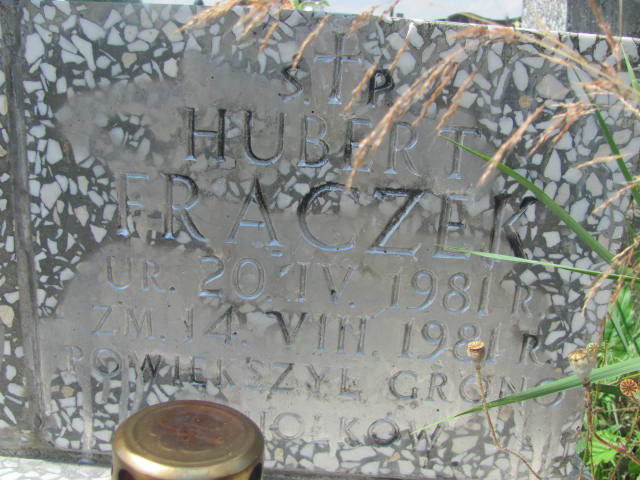 Ś.†P.
HUBERT
FRĄCZEK
UR. 20. IV. 1981 R.
ZM. 14. VIII. 1981 R.
POWIĘKSZYŁ GRONO